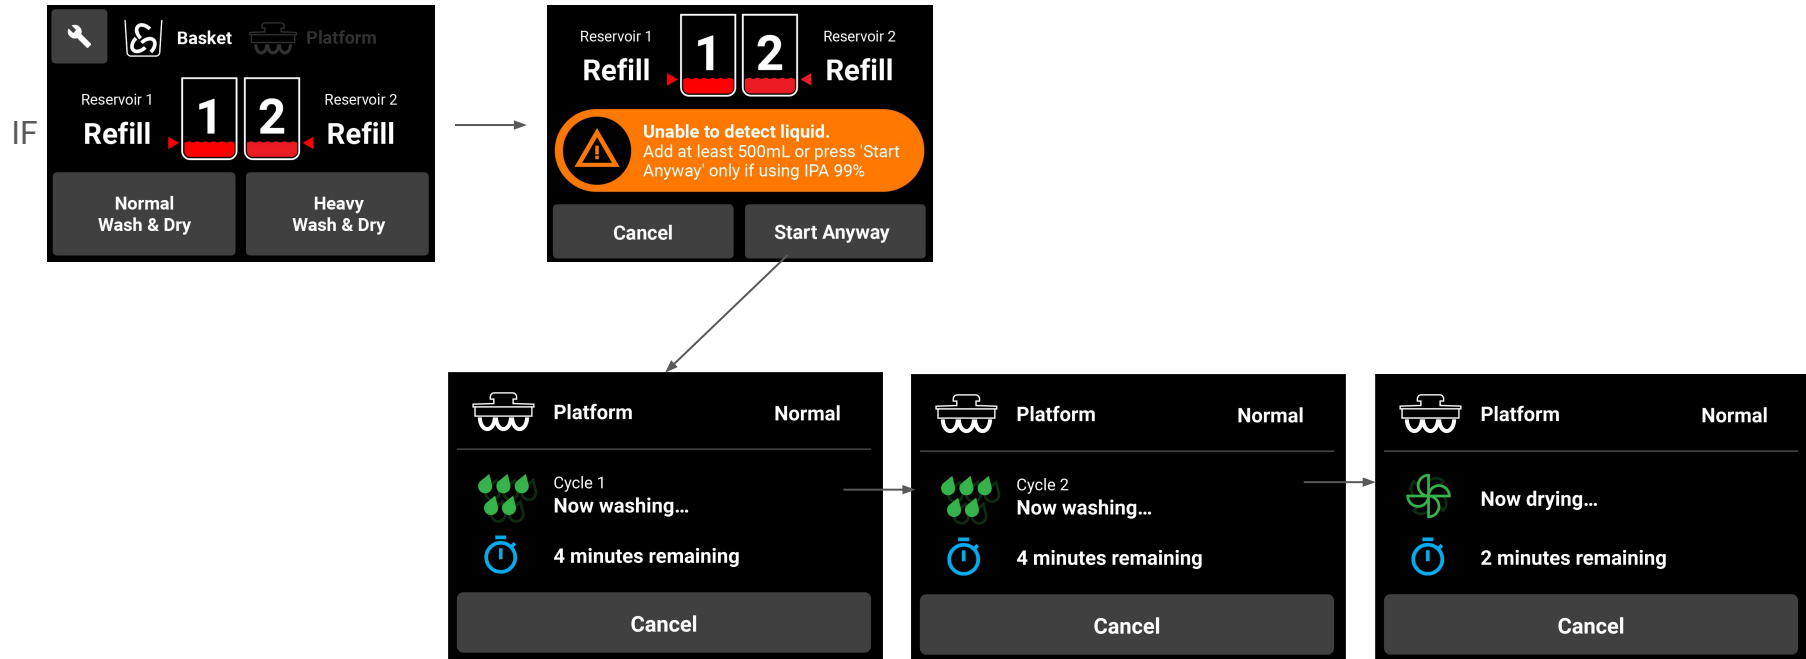 IF
Basket
Platform
Reservoir 1
Refill
1
2
Reservoir 2
Refill
Normal
Wash & Dry
Heavy
Wash & Dry
Reservoir 1
Refill
1
2
Reservoir 2
Refill
Unable to detect liquid.
Add at least 500mL or press 'Start
Anyway' only if using IPA 99%
Cancel
Start Anyway
Platform
Normal
Cycle 1
Now washing...
4 minutes remaining
Cancel
Platform
Normal
Cycle 2
Now washing...
4 minutes remaining
Cancel
Platform
Normal
Now drying...
2 minutes remaining
Cancel